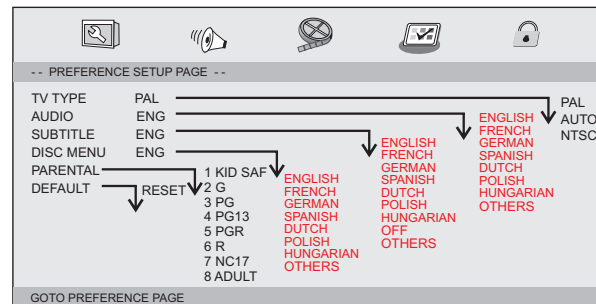 -- PREFERENCE SETUP PAGE --
TV TYPE PAL
AUDIO ENG
SUBTITLE ENG
DISC MENU ENG
PARENTAL
DEFAULT RESET
1 KID SAF
2 G
3 PG
4 PG13
5 PGR
6 R
7 NC17
8 ADULT
ENGLISH
FRENCH
GERMAN
SPANISH
DUTCH
POLISH
HUNGARIAN
OTHERS
ENGLISH
FRENCH
GERMAN
SPANISH
DUTCH
POLISH
HUNGARIAN
OFF
OTHERS
ENGLISH
FRENCH
GERMAN
SPANISH
DUTCH
POLISH
HUNGARIAN
OTHERS
PAL
AUTO
NTSC
GOTO PREFERENCE PAGE